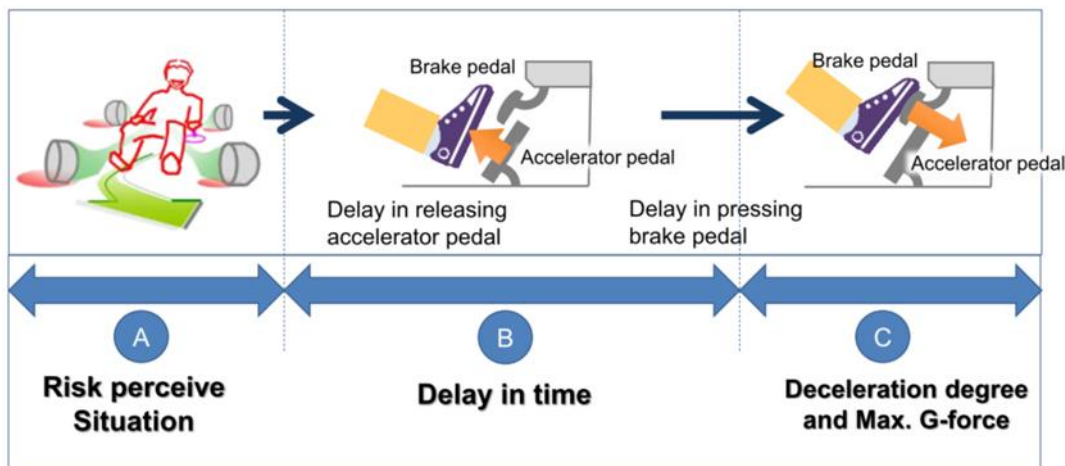 Brake pedal
Accelerator pedal
Delay in releasing
accelerator pedal
Delay in pressing
brake pedal
Brake pedal
Accelerator pedal
A
B
C
Risk perceive
Situation
Delay in time
Deceleration degree
and Max. G-force